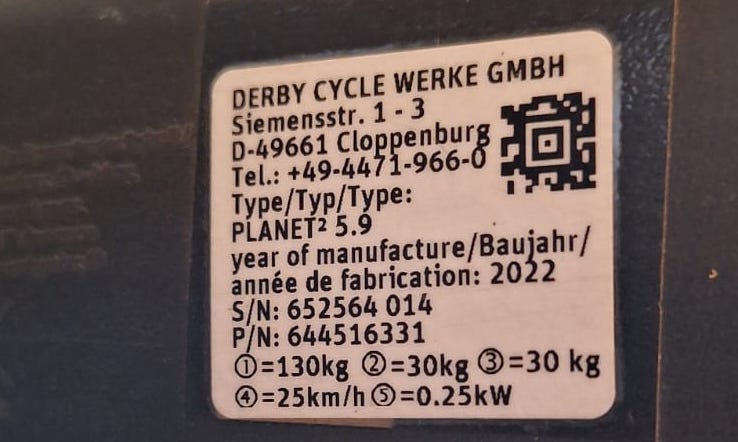 DERBY CYCLE WERKE GMBH
Siemensstr. 1 - 3
D-49661 Cloppenburg
Tel.: +49-4471-966-0
Type/Typ/Type:
PLANET² 5.9
year of manufacture/Baujahr/
année de fabrication: 2022
S/N: 652564 014
P/N: 644516331
①=130kg ②=30kg ③=30 kg
④=25km/h ⑤=0.25kW